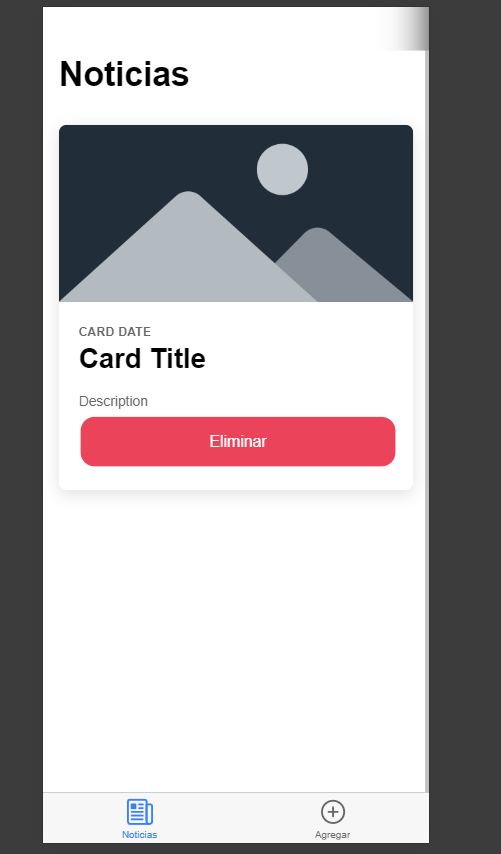 Noticias
CARD DATE
Card Title
Description
Eliminar
Noticias
Agregar